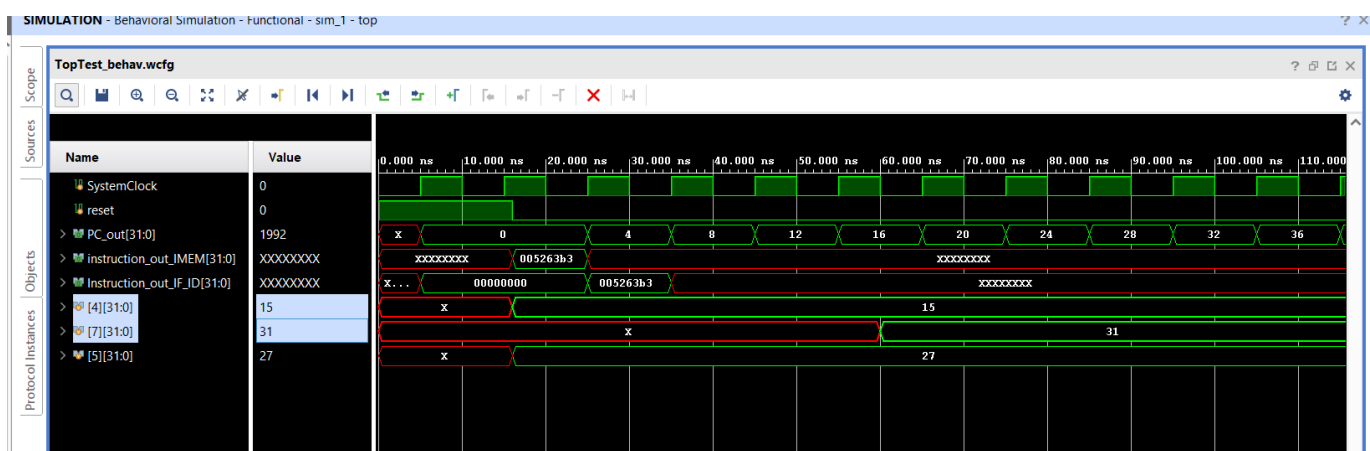 SIMULATION - Behavioral Simulation - Functional - sim_1 - top ? ×
TopTest_behav.wcfg ?
Scope
Sources
Objects
Protocol Instances
Name Value
0.000 ns 10.000 ns 20.000 ns 30.000 ns 40.000 ns 50.000 ns 60.000 ns 70.000 ns 80.000 ns 90.000 ns 100.000 ns 110.000
SystemClock 0
reset 0
PC_out[31:0] 1992 X 0 4 8 12 16 20 24 28 32 36
instruction_out_IMEM[31:0] XXXXXXXX XXXXXXXX 005263b3 XXXXXXXX
Instruction_out_IF_ID[31:0] XXXXXXXX X... 00000000 005263b3 XXXXXXXX
[4][31:0] 15 X 15
[7][31:0] 31 X 31
[5][31:0] 27 X 27